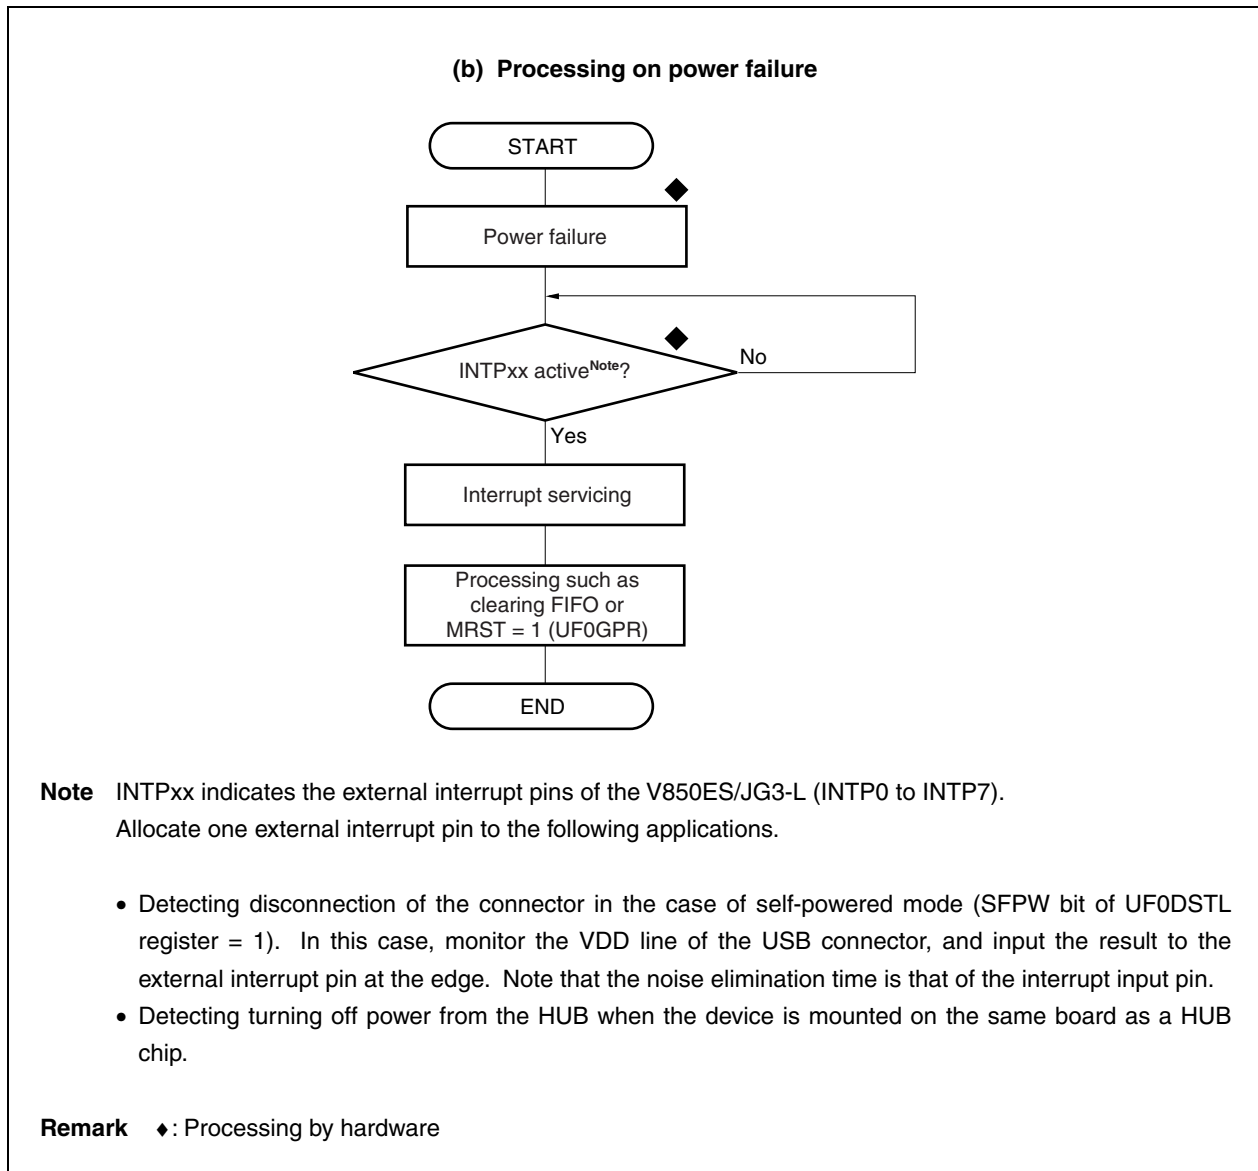 (b) Processing on power failure
START
Power failure
INTPxx active^Note?
No
Yes
Interrupt servicing
Processing such as
clearing FIFO or
MRST = 1 (UF0GPR)
END
Note INTPxx indicates the external interrupt pins of the V850ES/JG3-L (INTP0 to INTP7).
Allocate one external interrupt pin to the following applications.
• Detecting disconnection of the connector in the case of self-powered mode (SFPW bit of UF0DSTL
register = 1). In this case, monitor the VDD line of the USB connector, and input the result to the
external interrupt pin at the edge. Note that the noise elimination time is that of the interrupt input pin.
• Detecting turning off power from the HUB when the device is mounted on the same board as a HUB
chip.
Remark ♦: Processing by hardware